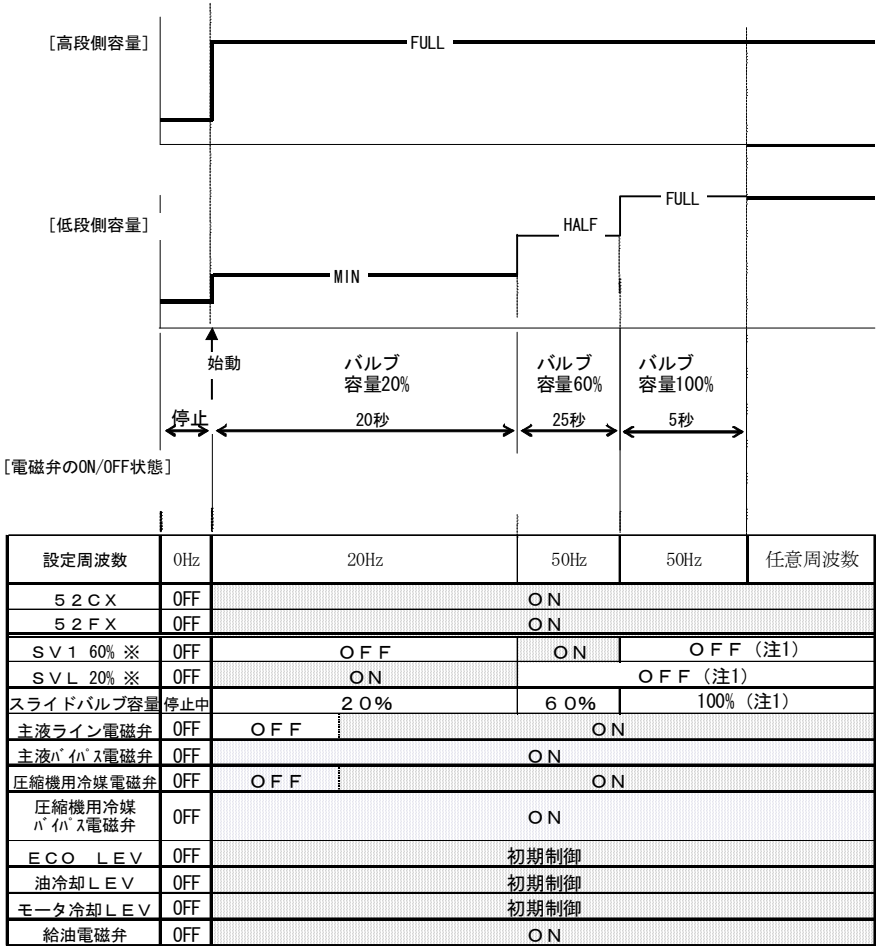 [高段側容量]
FULL
[低段側容量]
FULL
HALF
MIN
始動
バルブ
容量20%
バルブ
容量60%
バルブ
容量100%
停止
20秒
25秒
5秒
[電磁弁のON/OFF状態]
設定周波数 0Hz 20Hz 50Hz 50Hz 任意周波数
52CX OFF ON
52FX OFF ON
SV1 60% ※ OFF OFF ON OFF(注1)
SVL 20% ※ OFF ON OFF(注1)
スライドバルブ容量 停止中 20% 60% 100%(注1)
主液ライン電磁弁 OFF OFF ON
主液バイパス電磁弁 OFF ON
圧縮機用冷媒電磁弁 OFF OFF ON
圧縮機用冷媒
バイパス電磁弁 OFF ON
ECO LEV OFF 初期制御
油冷却LEV OFF 初期制御
モータ冷却LEV OFF 初期制御
給油電磁弁 OFF ON